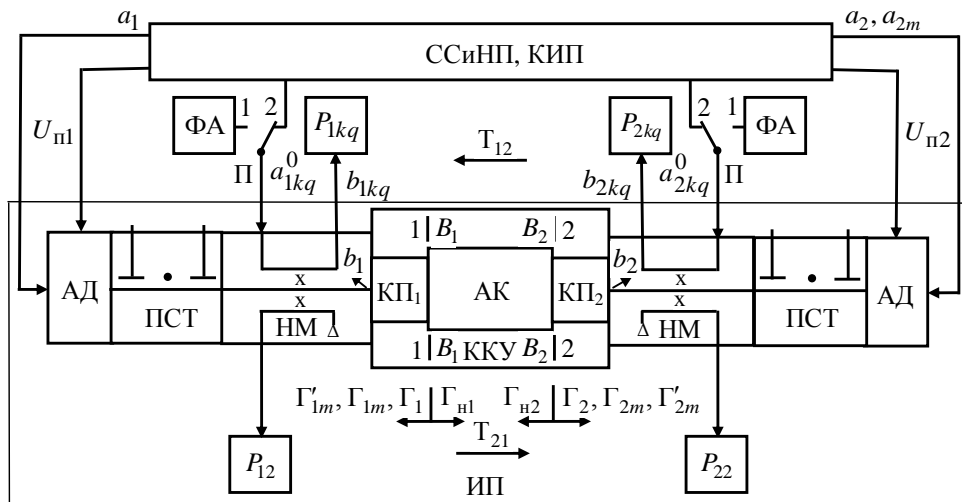 a₁ a₂, a₂ₘ
ССиНП, КИП
ФА 1 2 P₁ₖq P₂ₖq 2 1 ФА
Uп1 T₁₂ Uп2
П a⁰₁ₖq b₁ₖq b₂ₖq a⁰₂ₖq П
1 | B₁ B₂ | 2
b₁ b₂
АД х КП₁ АК КП₂ х АД
ПСТ х НМ Δ Δ х НМ ПСТ
1 | B₁ ККУ B₂ | 2
Γ′₁ₘ, Γ₁ₘ, Γ₁ Γн1 Γн2 Γ₂, Γ₂ₘ, Γ′₂ₘ
T₂₁
P₁₂ P₂₂
ИП